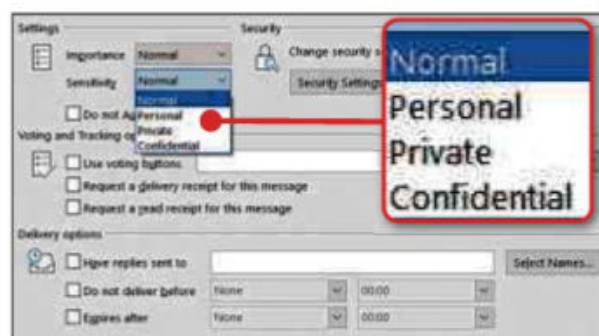 Settings
Security
Importance Normal
Change security s
Sensitivity Normal
Security Settings
Normal
Personal
Private
Confidential
Do not A
Voting and Tracking op
Use voting buttons
Request a delivery receipt for this message
Request a read receipt for this message
Delivery options
Have replies sent to
Select Names...
Do not deliver before None 00:00
Expires after None 00:00
Normal
Personal
Private
Confidential